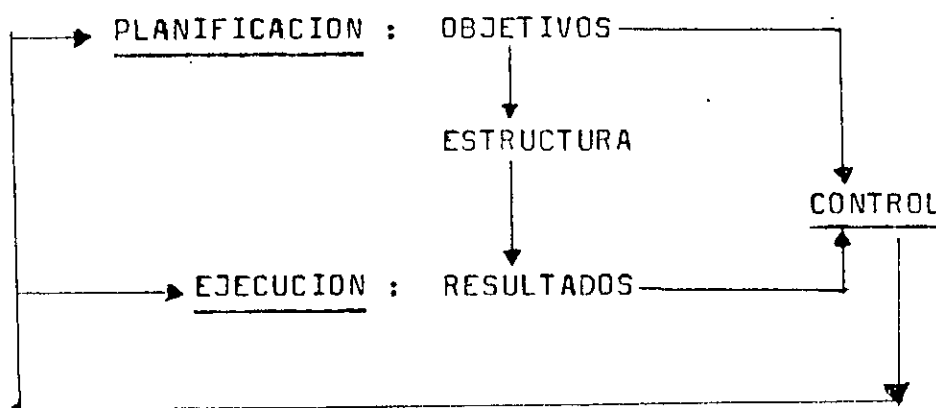 PLANIFICACION : OBJETIVOS
ESTRUCTURA
CONTROL
EJECUCION : RESULTADOS